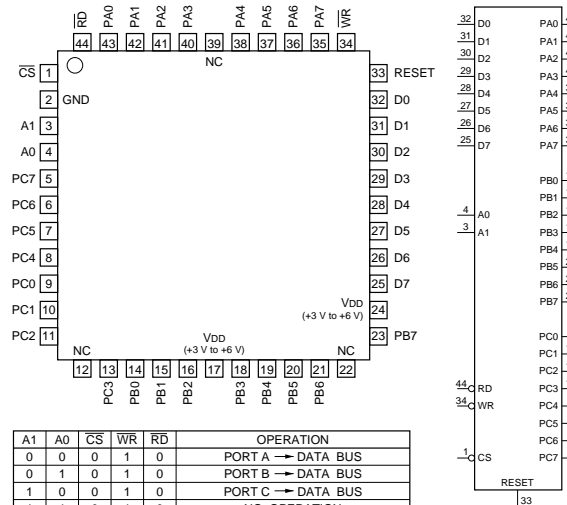 RD PA0 PA1 PA2 PA3 PA4 PA5 PA6 PA7 WR
44 43 42 41 40 39 38 37 36 35 34
NC
CS 1
2 GND
A1 3
A0 4
PC7 5
PC6 6
PC5 7
PC4 8
PC0 9
PC1 10
PC2 11
33 RESET
32 D0
31 D1
30 D2
29 D3
28 D4
27 D5
26 D6
25 D7
VDD
(+3 V to +6 V)
24
23 PB7
NC
VDD
(+3 V to +6 V)
NC
12 13 14 15 16 17 18 19 20 21 22
PC3 PB0 PB1 PB2 PB3 PB4 PB5 PB6
A1 A0 CS WR RD OPERATION
0 0 0 1 0 PORT A → DATA BUS
0 1 0 1 0 PORT B → DATA BUS
1 0 0 1 0 PORT C → DATA BUS
NO OPERATION
32 D0 PA0
31 D1 PA1
30 D2 PA2
29 D3 PA3
28 D4 PA4
27 D5 PA5
26 D6 PA6
25 D7 PA7
PB0
PB1
4 A0 PB2
3 A1 PB3
PB4
PB5
PB6
PB7
PC0
PC1
PC2
44 RD PC3
34 WR PC4
PC5
PC6
1 CS PC7
RESET
33